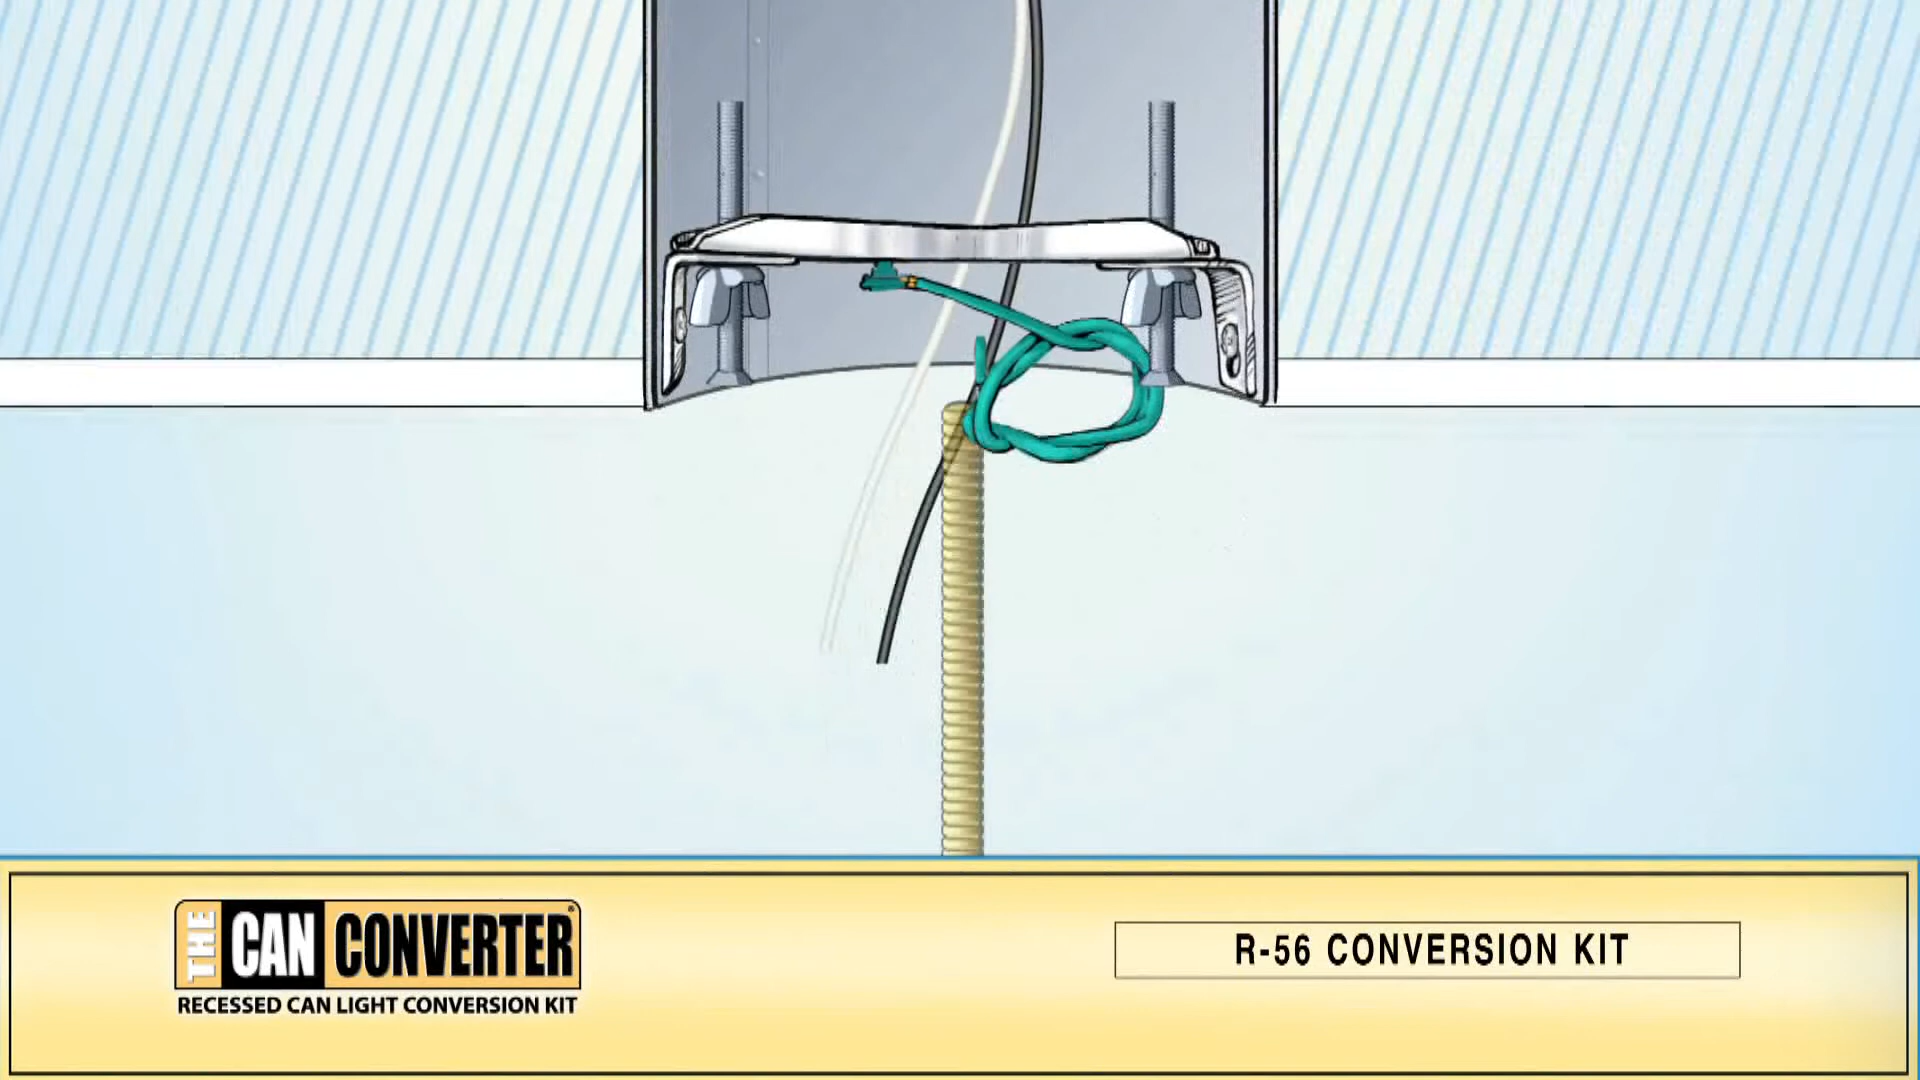 THE CAN CONVERTER®
RECESSED CAN LIGHT CONVERSION KIT
R-56 CONVERSION KIT